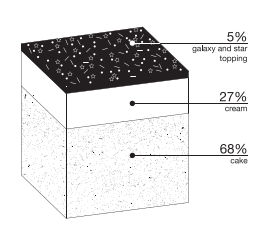 5%
galaxy and star
topping
27%
cream
68%
cake